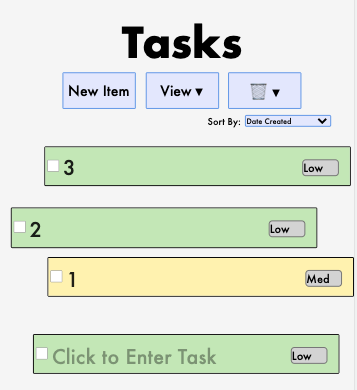 Tasks
New Item View ▾ 🗑 ▾
Sort By: Date Created
3 Low
2 Low
1 Med
Click to Enter Task Low